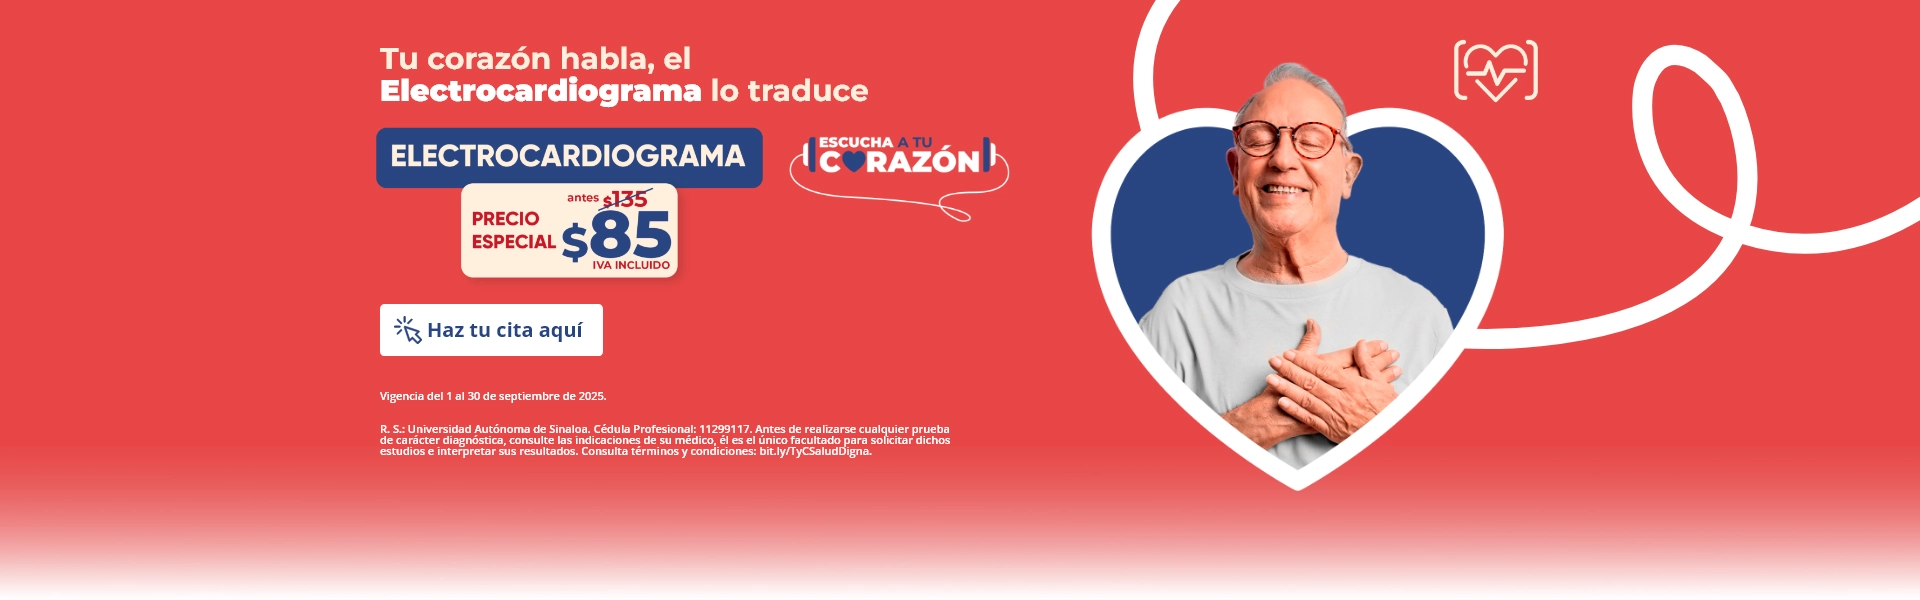 Tu corazón habla, el
Electrocardiograma lo traduce
ELECTROCARDIOGRAMA
ESCUCHA A TU
CORAZÓN
antes $135
PRECIO
ESPECIAL
$85
IVA INCLUIDO
Haz tu cita aquí
Vigencia del 1 al 30 de septiembre de 2025.
R. S.: Universidad Autónoma de Sinaloa. Cédula Profesional: 11299117. Antes de realizarse cualquier prueba
de carácter diagnóstica, consulte las indicaciones de su médico, él es el único facultado para solicitar dichos
estudios e interpretar sus resultados. Consulta términos y condiciones: bit.ly/TyCSaludDigna.